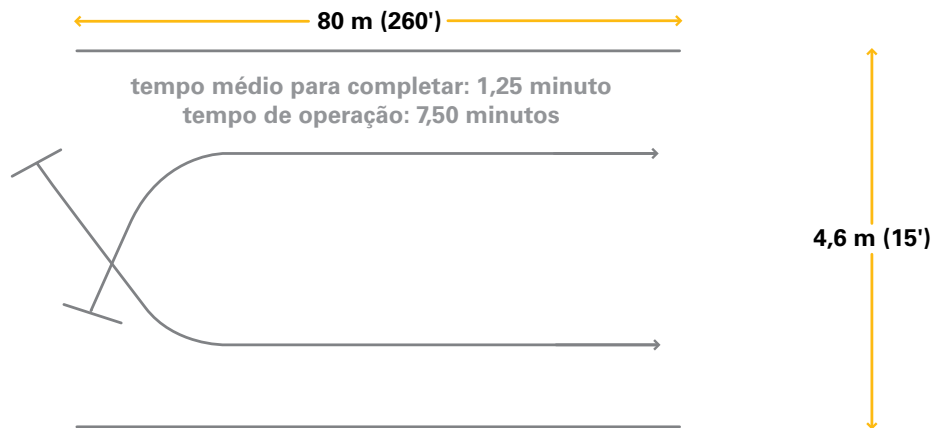 80 m (260')
tempo médio para completar: 1,25 minuto
tempo de operação: 7,50 minutos
4,6 m (15')